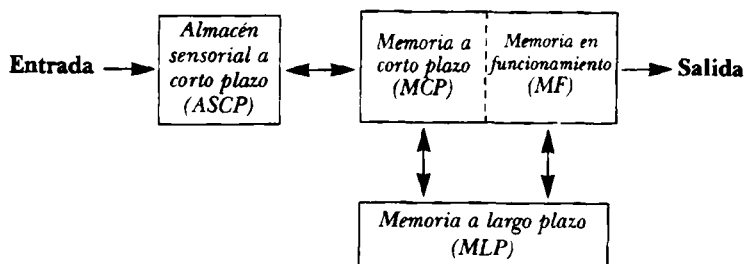 Entrada
Almacén
sensorial a
corto plazo
(ASCP)
Memoria a
corto plazo
(MCP)
Memoria en
funcionamiento
(MF)
Salida
Memoria a largo plazo
(MLP)